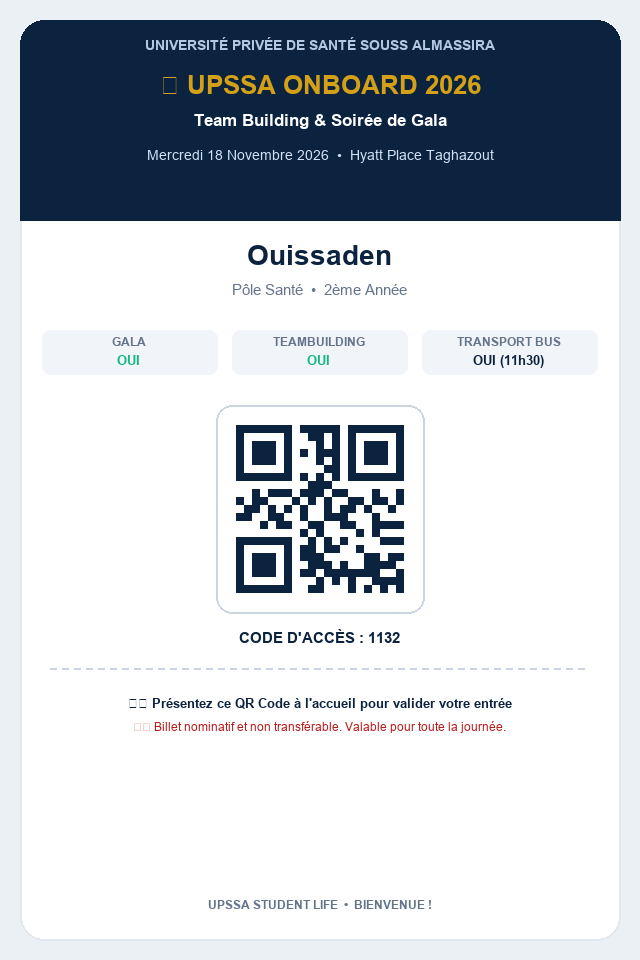 UNIVERSITÉ PRIVÉE DE SANTÉ SOUSS ALMASSIRA
UPSSA ONBOARD 2026
Team Building & Soirée de Gala
Mercredi 18 Novembre 2026 • Hyatt Place Taghazout
Ouissaden
Pôle Santé • 2ème Année
GALA
OUI
TEAMBUILDING
OUI
TRANSPORT BUS
OUI (11h30)
CODE D'ACCÈS : 1132
Présentez ce QR Code à l'accueil pour valider votre entrée
Billet nominatif et non transférable. Valable pour toute la journée.
UPSSA STUDENT LIFE • BIENVENUE !